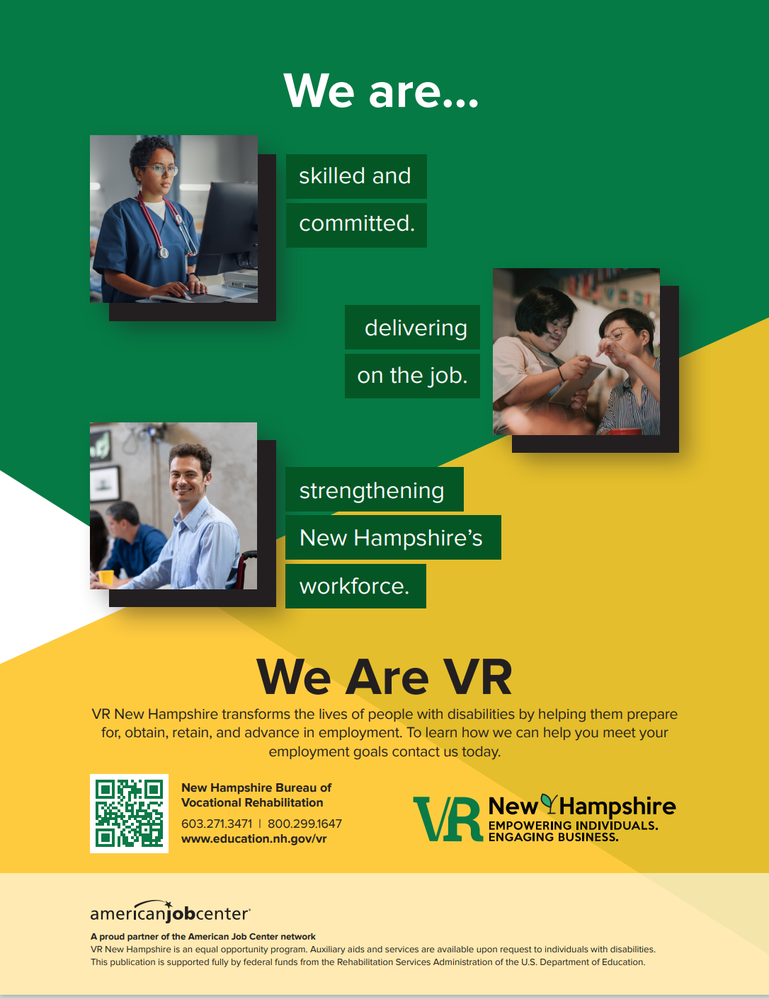 We are...
skilled and
committed.
delivering
on the job.
strengthening
New Hampshire’s
workforce.
We Are VR
VR New Hampshire transforms the lives of people with disabilities by helping them prepare
for, obtain, retain, and advance in employment. To learn how we can help you meet your
employment goals contact us today.
New Hampshire Bureau of
Vocational Rehabilitation
603.271.3471 | 800.299.1647
www.education.nh.gov/vr
VR New Hampshire
EMPOWERING INDIVIDUALS.
ENGAGING BUSINESS.
americanjobcenter®
A proud partner of the American Job Center network
VR New Hampshire is an equal opportunity program. Auxiliary aids and services are available upon request to individuals with disabilities.
This publication is supported fully by federal funds from the Rehabilitation Services Administration of the U.S. Department of Education.